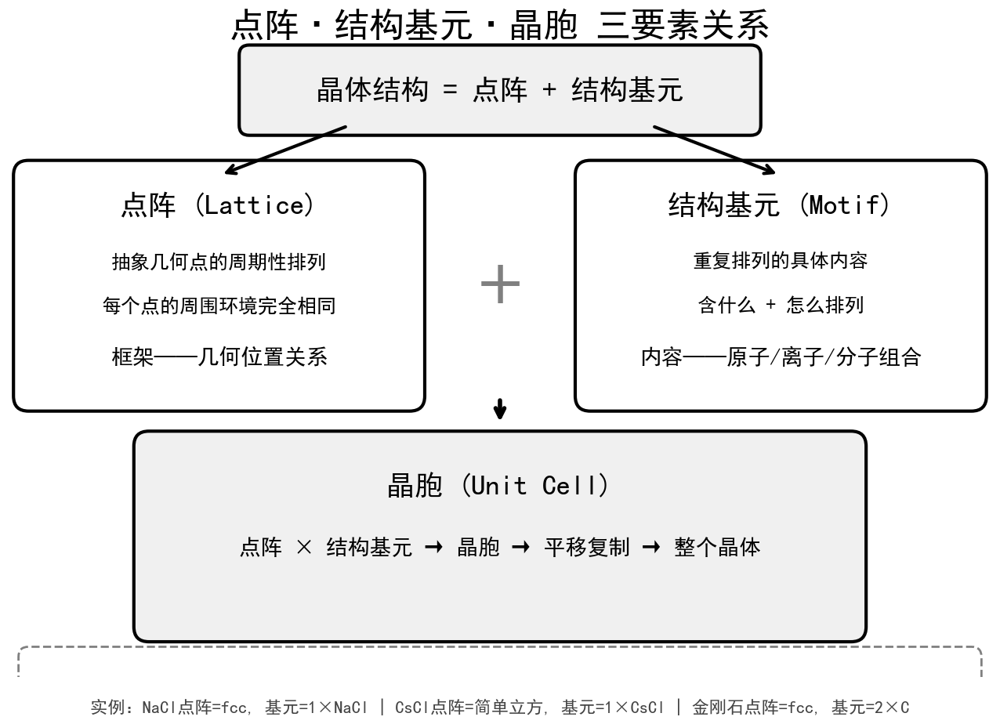 点阵·结构基元·晶胞 三要素关系
晶体结构 = 点阵 + 结构基元
点阵 (Lattice)
抽象几何点的周期性排列
每个点的周围环境完全相同
框架——几何位置关系
+
结构基元 (Motif)
重复排列的具体内容
含什么 + 怎么排列
内容——原子/离子/分子组合
晶胞 (Unit Cell)
点阵 × 结构基元 → 晶胞 → 平移复制 → 整个晶体
实例: NaCl点阵=fcc, 基元=1×NaCl | CsCl点阵=简单立方, 基元=1×CsCl | 金刚石点阵=fcc, 基元=2×C